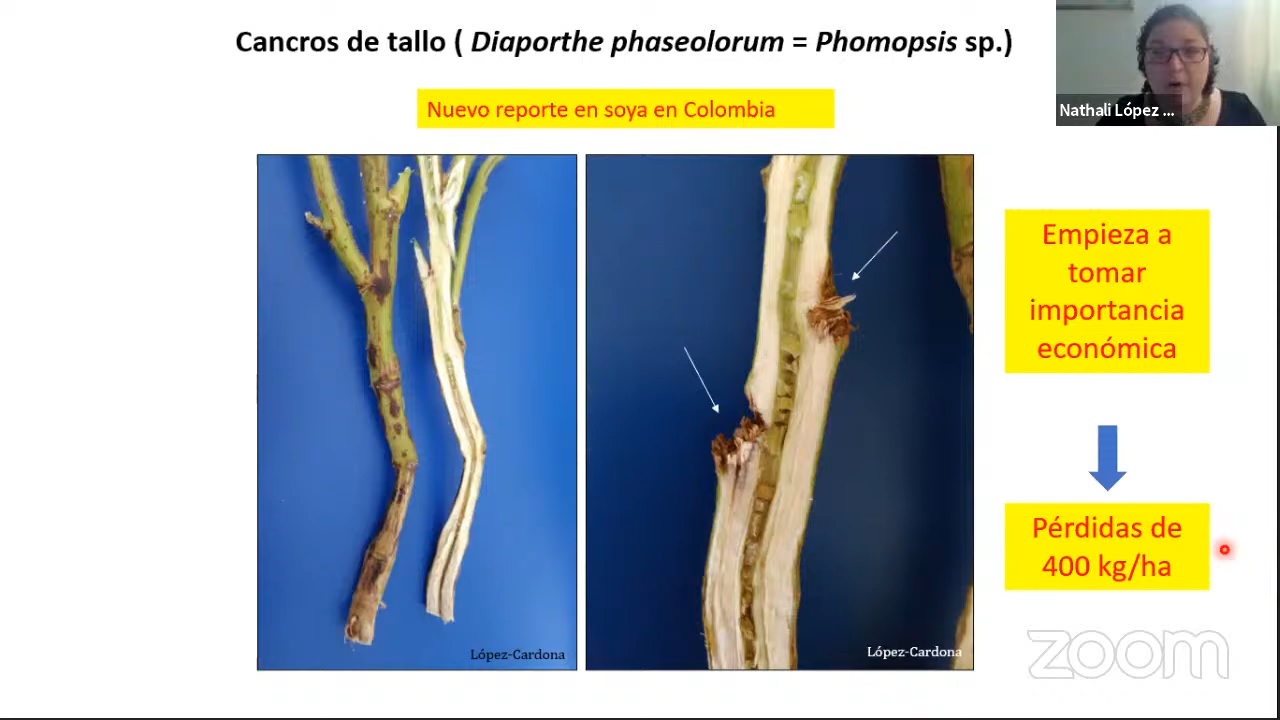 Cancros de tallo ( Diaporthe phaseolorum = Phomopsis sp.)
Nuevo reporte en soya en Colombia
Nathali López ...
Empieza a
tomar
importancia
económica
Pérdidas de
400 kg/ha
López-Cardona
López-Cardona
zoom